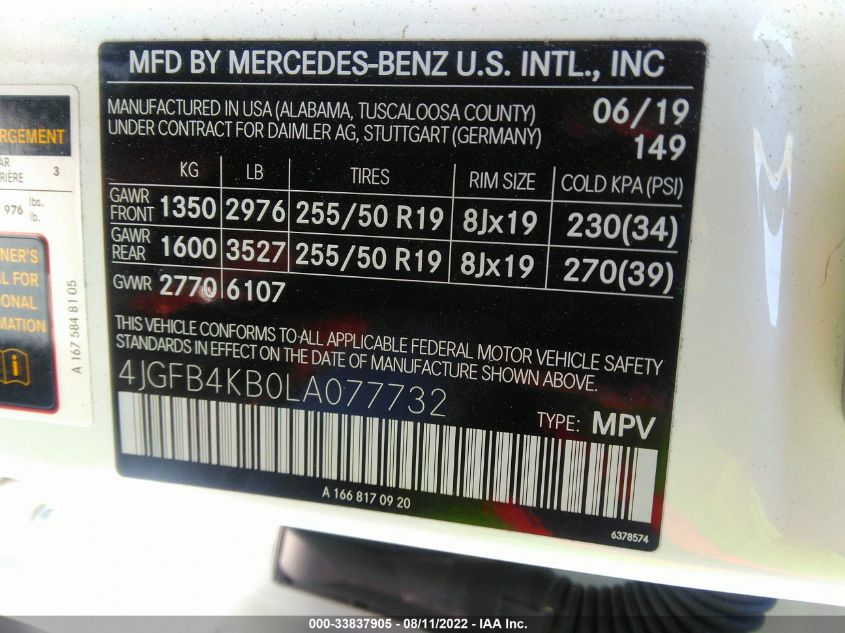 MFD BY MERCEDES-BENZ U.S. INTL., INC
MANUFACTURED IN USA (ALABAMA, TUSCALOOSA COUNTY) 06/19
UNDER CONTRACT FOR DAIMLER AG, STUTTGART (GERMANY) 149
KG LB TIRES RIM SIZE COLD KPA (PSI)
GAWR FRONT 1350 2976 255/50 R19 8Jx19 230(34)
GAWR REAR 1600 3527 255/50 R19 8Jx19 270(39)
GVWR 2770 6107
THIS VEHICLE CONFORMS TO ALL APPLICABLE FEDERAL MOTOR VEHICLE SAFETY
STANDARDS IN EFFECT ON THE DATE OF MANUFACTURE SHOWN ABOVE.
4JGFB4KB0LA077732
TYPE: MPV
A 166 817 09 20
6378574
3
976 lbs.
lb.
A 167 584 81 05
000-33837905 - 08/11/2022 - IAA Inc.